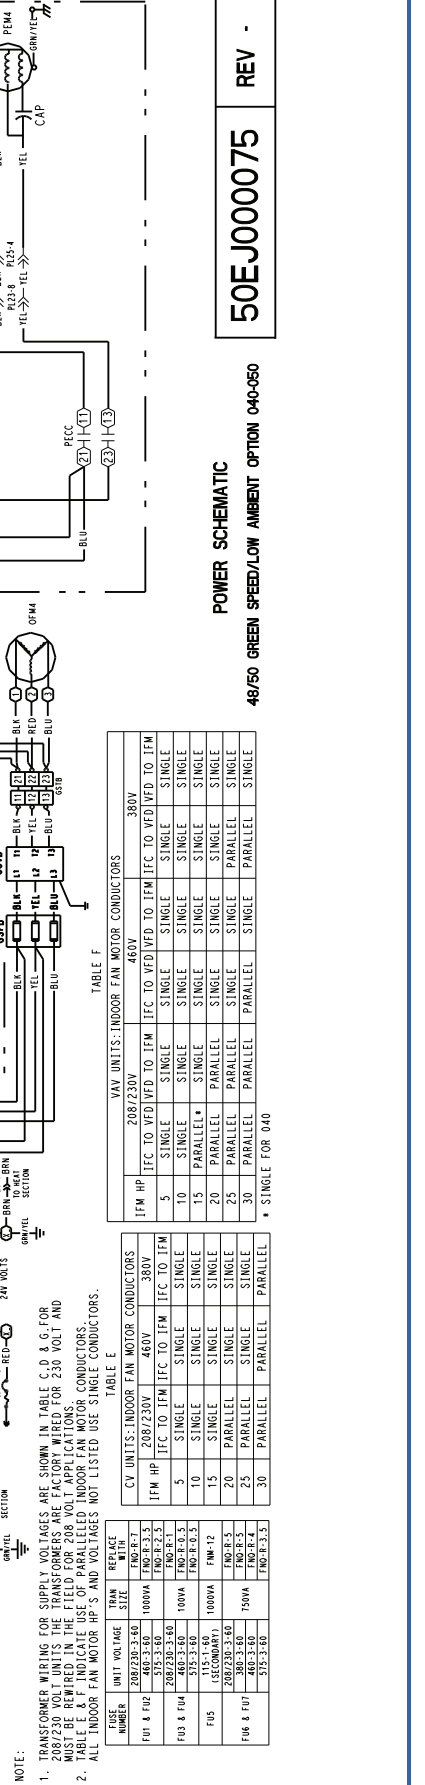 NOTE:
1. TRANSFORMER WIRING FOR SUPPLY VOLTAGES ARE SHOWN IN TABLE C,D & G.FOR
208/230 VOLT UNITS THE TRANSFORMERS ARE FACTORY WIRED FOR 230 VOLT AND
MUST BE REWIRED IN THE FIELD FOR 208 VOLT APPLICATIONS.
2. TABLE E & F INDICATE USE OF PARALLELED INDOOR FAN MOTOR CONDUCTORS.
ALL INDOOR FAN MOTOR HP'S AND VOLTAGES NOT LISTED USE SINGLE CONDUCTORS.
FUSE NUMBER UNIT VOLTAGE TRAN SIZE REPLACE WITH
FU1 & FU2 208/230-3-60 1000VA FNQ-R-7
460-3-60 FNQ-R-3.5
575-3-60 FNQ-R-2.5
FU3 & FU4 208/230-3-60 100VA FNQ-R-1
460-3-60 FNQ-R-0.5
575-3-60 FNQ-R-0.5
FU5 115-1-60 (SECONDARY) 1000VA FNM-12
FU6 & FU7 208/230-3-60 750VA FNQ-R-5
380-3-60 FNQ-R-5
460-3-60 FNQ-R-4
575-3-60 FNQ-R-3.5
TABLE E
CV UNITS:INDOOR FAN MOTOR CONDUCTORS
IFM HP 208/230V 460V 380V
IFC TO IFM IFC TO IFM IFC TO IFM
5 SINGLE SINGLE SINGLE
10 SINGLE SINGLE SINGLE
15 SINGLE SINGLE SINGLE
20 PARALLEL SINGLE SINGLE
25 PARALLEL SINGLE SINGLE
30 PARALLEL PARALLEL PARALLEL
TABLE F
VAV UNITS:INDOOR FAN MOTOR CONDUCTORS
IFM HP 208/230V 460V 380V
IFC TO VFD VFD TO IFM IFC TO VFD VFD TO IFM IFC TO VFD VFD TO IFM
5 SINGLE SINGLE SINGLE SINGLE SINGLE SINGLE
10 SINGLE SINGLE SINGLE SINGLE SINGLE SINGLE
15 PARALLEL* SINGLE SINGLE SINGLE SINGLE SINGLE
20 PARALLEL PARALLEL SINGLE SINGLE SINGLE SINGLE
25 PARALLEL PARALLEL SINGLE SINGLE PARALLEL SINGLE
30 PARALLEL PARALLEL PARALLEL SINGLE PARALLEL SINGLE
* SINGLE FOR 040
SECTION
GRN/YEL
RED
24V VOLTS
X
BRN
BRN
TO HEAT
SECTION
GRN/YEL
BLK
YEL
BLU
BLK
YEL
BLU
L1 T1
L2 T2
L3 T3
BLK
YEL
BLU
11 21
12 22
13 23
GSTB
BLK
RED
BLU
1
2
3
OFM4
BLU
PECC
21 11
23 13
YEL
PL23-8
YEL
PL25-4
YEL
CAP
GRN/YEL
PEM4
POWER SCHEMATIC
48/50 GREEN SPEED/LOW AMBIENT OPTION 040-050
50EJ000075 REV -